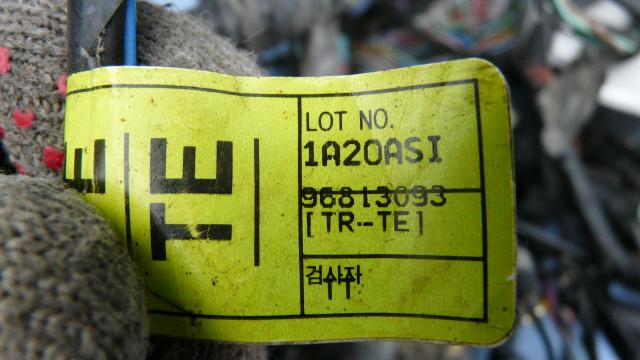 TE
LOT NO.
1A20ASI
96813093
[TR--TE]
검사자